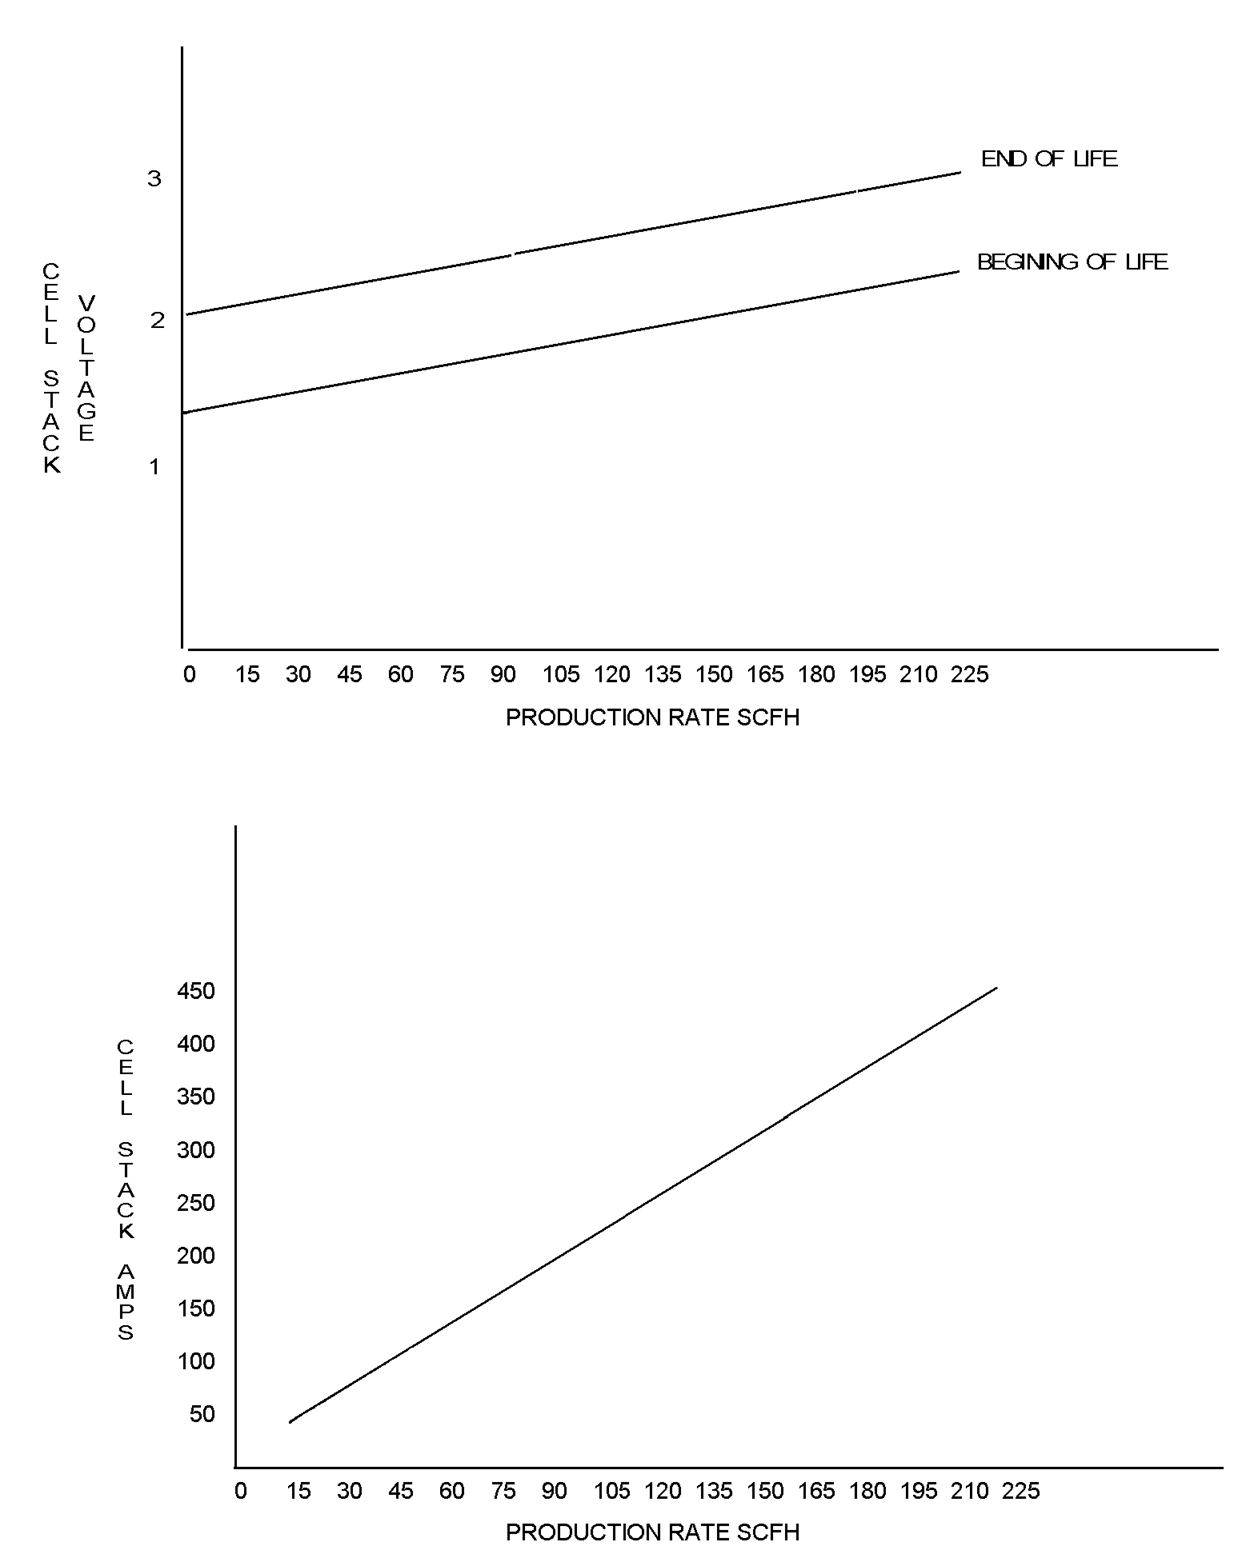 END OF LIFE
3
BEGINING OF LIFE
CELL STACK
VOLTAGE
2
1
0 15 30 45 60 75 90 105 120 135 150 165 180 195 210 225
PRODUCTION RATE SCFH
450
400
350
300
250
200
150
100
50
CELL STACK AMPS
0 15 30 45 60 75 90 105 120 135 150 165 180 195 210 225
PRODUCTION RATE SCFH